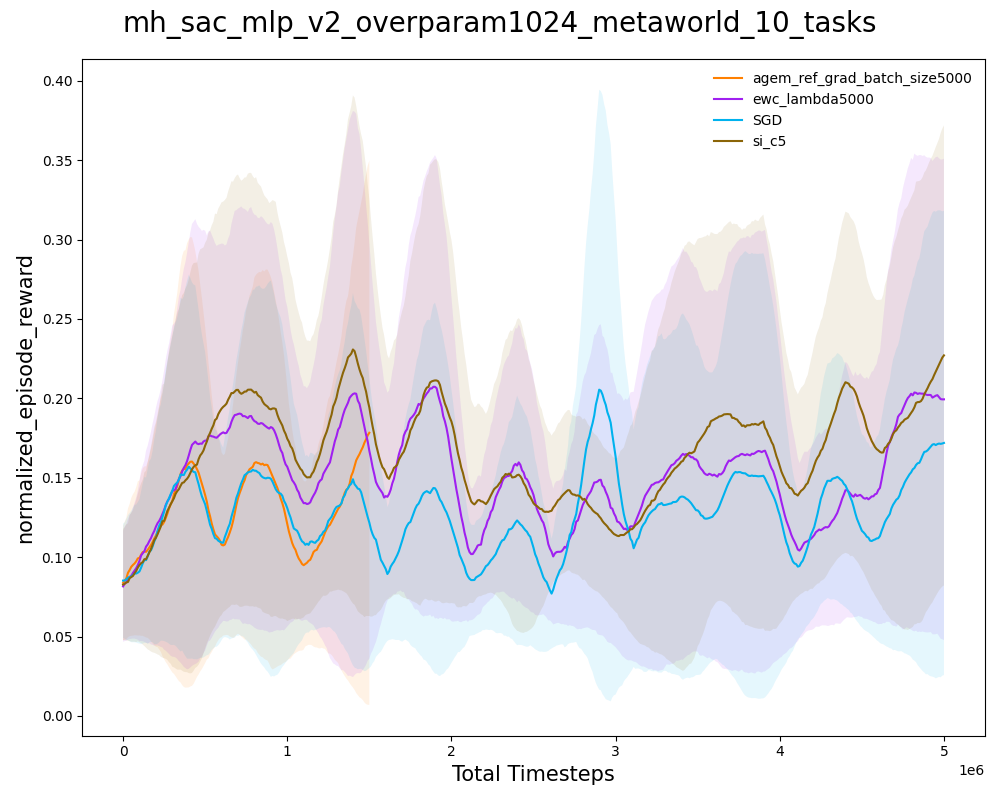 mh_sac_mlp_v2_overparam1024_metaworld_10_tasks
agem_ref_grad_batch_size5000
ewc_lambda5000
SGD
si_c5
normalized_episode_reward
0.40
0.35
0.30
0.25
0.20
0.15
0.10
0.05
0.00
0 1 2 3 4 5
1e6
Total Timesteps